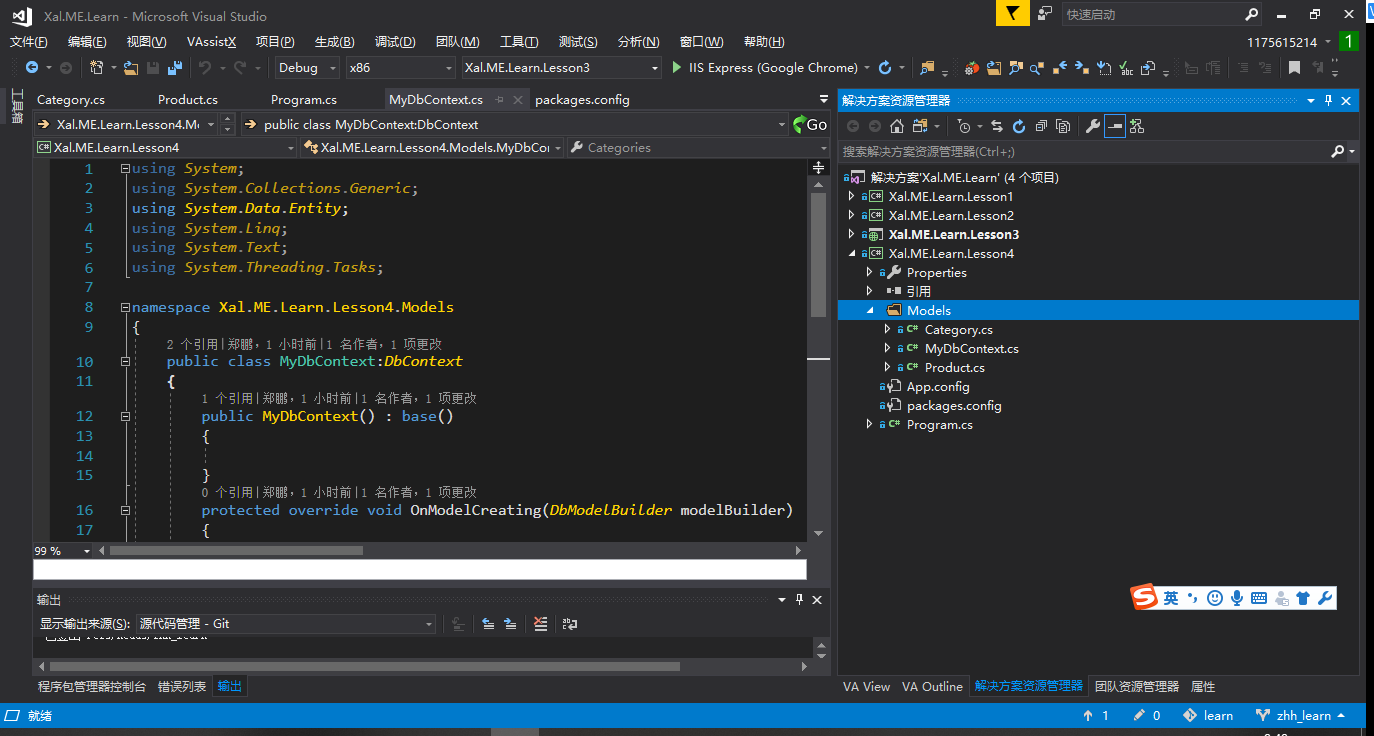 Xal.ME.Learn - Microsoft Visual Studio
快速启动
文件(F) 编辑(E) 视图(V) VAssistX 项目(P) 生成(B) 调试(D) 团队(M) 工具(T) 测试(S) 分析(N) 窗口(W) 帮助(H)
1175615214 1
Debug x86 Xal.ME.Learn.Lesson3 IIS Express (Google Chrome)
工具箱
Category.cs Product.cs Program.cs MyDbContext.cs packages.config
Xal.ME.Learn.Lesson4.M public class MyDbContext:DbContext Go
Xal.ME.Learn.Lesson4 Xal.ME.Learn.Lesson4.Models.MyDbCo Categories
1 using System;
2 using System.Collections.Generic;
3 using System.Data.Entity;
4 using System.Linq;
5 using System.Text;
6 using System.Threading.Tasks;
7
8 namespace Xal.ME.Learn.Lesson4.Models
9 {
2 个引用|郑鹏，1 小时前|1 名作者，1 项更改
10 public class MyDbContext:DbContext
11 {
1 个引用|郑鹏，1 小时前|1 名作者，1 项更改
12 public MyDbContext() : base()
13 {
14
15 }
0 个引用|郑鹏，1 小时前|1 名作者，1 项更改
16 protected override void OnModelCreating(DbModelBuilder modelBuilder)
17 {
99 %
输出
显示输出来源(S): 源代码管理 - Git
程序包管理器控制台 错误列表 输出
解决方案资源管理器
搜索解决方案资源管理器(Ctrl+;)
解决方案'Xal.ME.Learn' (4 个项目)
Xal.ME.Learn.Lesson1
Xal.ME.Learn.Lesson2
Xal.ME.Learn.Lesson3
Xal.ME.Learn.Lesson4
Properties
引用
Models
Category.cs
MyDbContext.cs
Product.cs
App.config
packages.config
Program.cs
英
VA View VA Outline 解决方案资源管理器 团队资源管理器 属性
就绪
1 0 learn zhh_learn